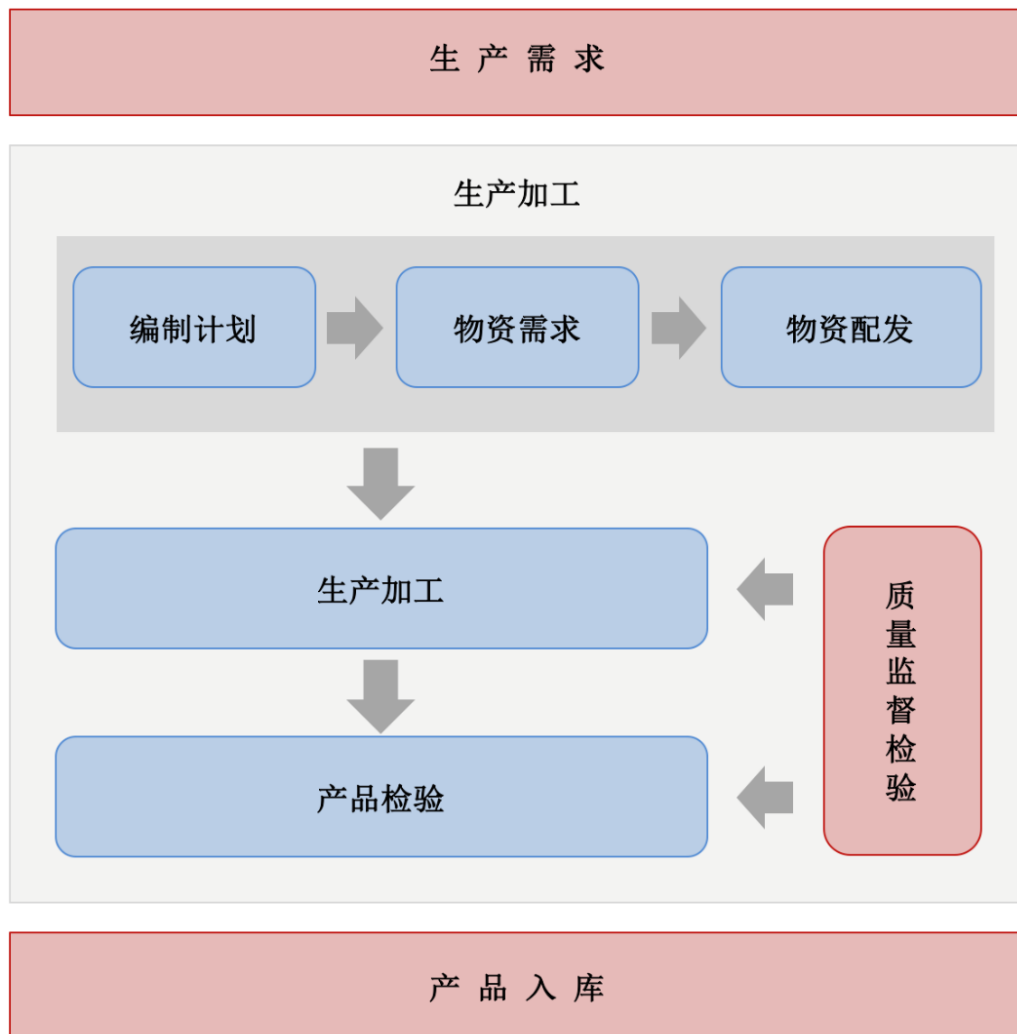 生产需求
生产加工
编制计划
物资需求
物资配发
生产加工
质量监督检验
产品检验
产品入库